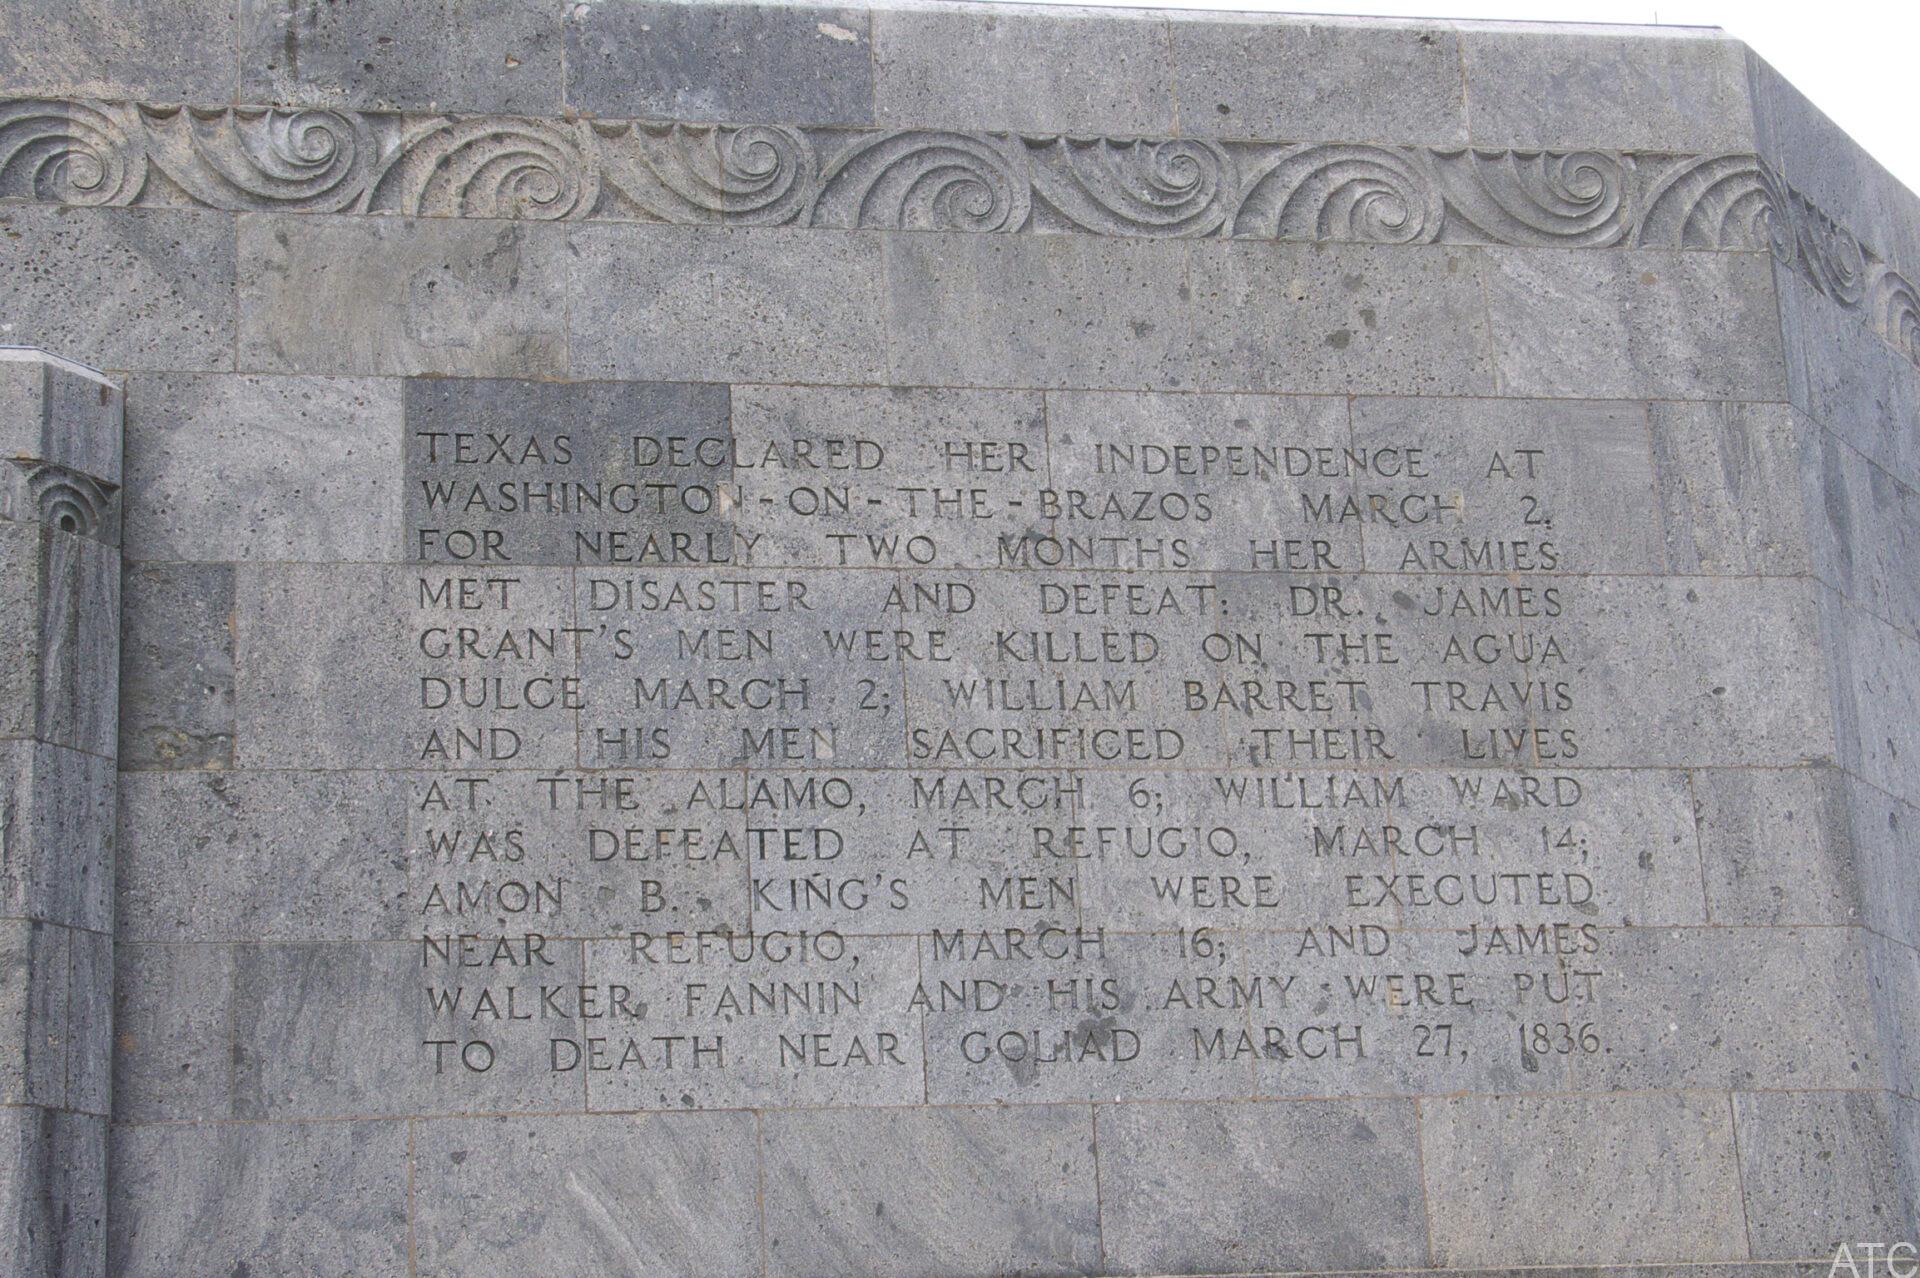 TEXAS DECLARED HER INDEPENDENCE AT
WASHINGTON-ON-THE-BRAZOS MARCH 2.
FOR NEARLY TWO MONTHS HER ARMIES
MET DISASTER AND DEFEAT: DR. JAMES
GRANT'S MEN WERE KILLED ON THE AGUA
DULCE MARCH 2; WILLIAM BARRET TRAVIS
AND HIS MEN SACRIFICED THEIR LIVES
AT THE ALAMO, MARCH 6; WILLIAM WARD
WAS DEFEATED AT REFUGIO, MARCH 14;
AMON B. KING'S MEN WERE EXECUTED
NEAR REFUGIO, MARCH 16; AND JAMES
WALKER FANNIN AND HIS ARMY WERE PUT
TO DEATH NEAR GOLIAD MARCH 27, 1836.
ATC